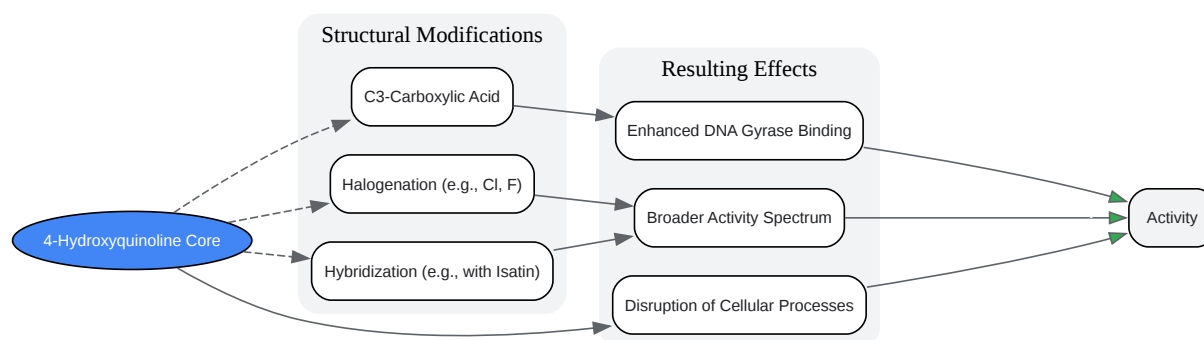 Structural Modifications
Resulting Effects
C3-Carboxylic Acid
Enhanced DNA Gyrase Binding
Halogenation (e.g., Cl, F)
Broader Activity Spectrum
Activity
4-Hydroxyquinoline Core
Hybridization (e.g., with Isatin)
Disruption of Cellular Processes